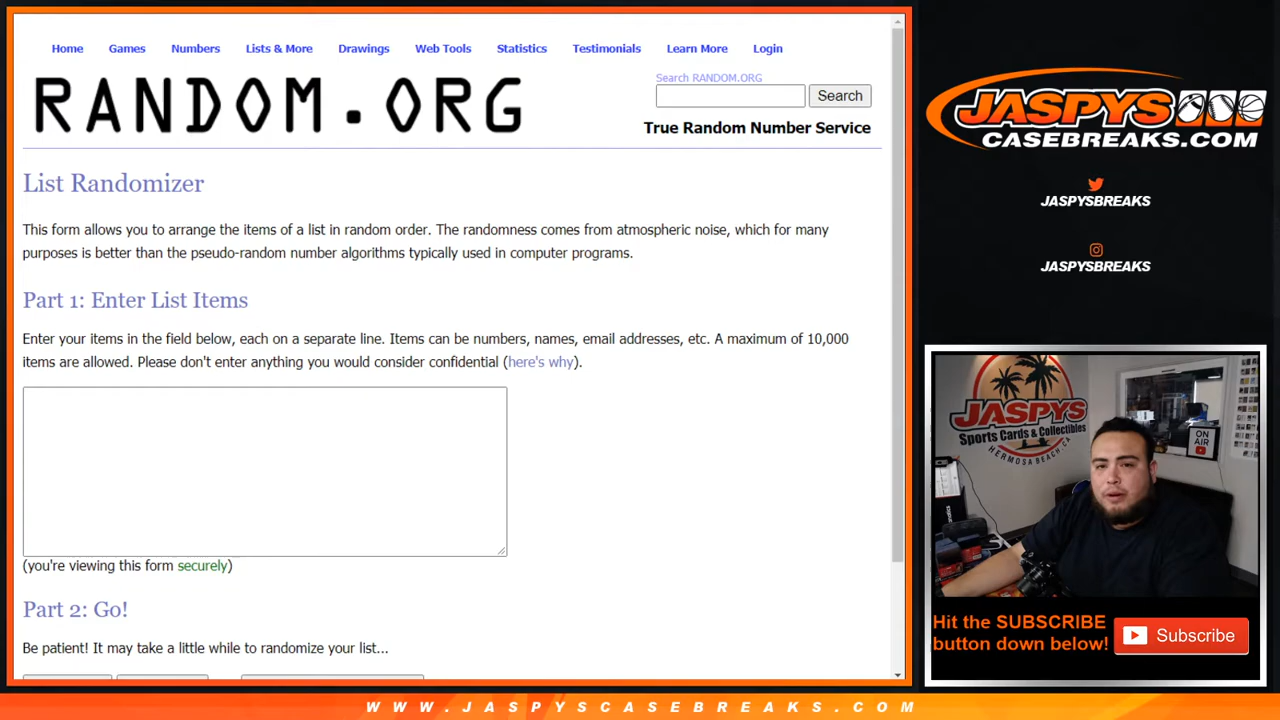 Home Games Numbers Lists & More Drawings Web Tools Statistics Testimonials Learn More Login
RANDOM.ORG
Search RANDOM.ORG
Search
True Random Number Service
List Randomizer
This form allows you to arrange the items of a list in random order. The randomness comes from atmospheric noise, which for many
purposes is better than the pseudo-random number algorithms typically used in computer programs.
Part 1: Enter List Items
Enter your items in the field below, each on a separate line. Items can be numbers, names, email addresses, etc. A maximum of 10,000
items are allowed. Please don't enter anything you would consider confidential (here's why).
(you're viewing this form securely)
Part 2: Go!
Be patient! It may take a little while to randomize your list...
JASPYS
CASEBREAKS.COM
JASPYSBREAKS
JASPYSBREAKS
JASPYS
Sports Cards & Collectibles
HERMOSA BEACH, CA
ON
AIR
Hit the SUBSCRIBE
button down below!
Subscribe
WWW.JASPYSCASEBREAKS.COM